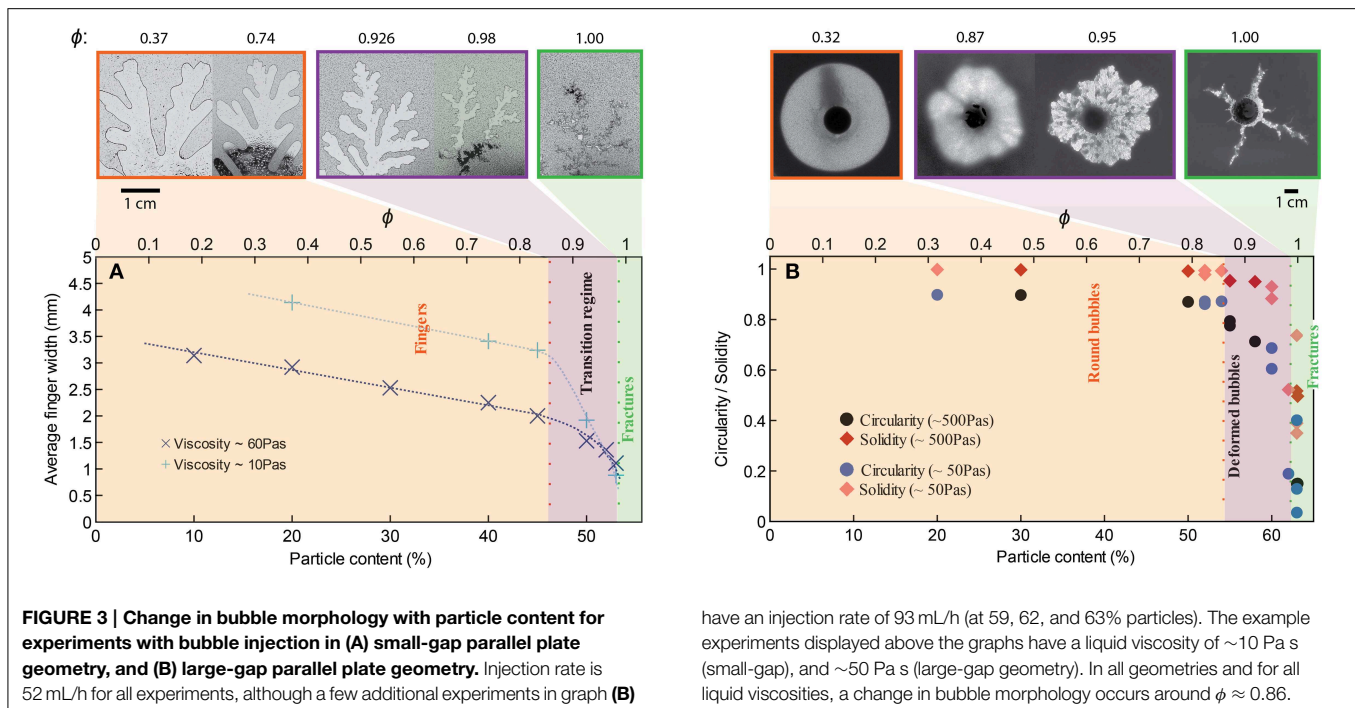 ϕ: 0.37 0.74 0.926 0.98 1.00
1 cm
ϕ
0 0.1 0.2 0.3 0.4 0.5 0.6 0.7 0.8 0.9 1
A
Average finger width (mm)
5
4.5
4
3.5
3
2.5
2
1.5
1
0.5
0
Fingers
Transition regime
Fractures
Viscosity ~ 60Pas
Viscosity ~ 10Pas
0 10 20 30 40 50
Particle content (%)
0.32 0.87 0.95 1.00
1 cm
ϕ
0 0.1 0.2 0.3 0.4 0.5 0.6 0.7 0.8 0.9 1
B
Circularity / Solidity
1
0.8
0.6
0.4
0.2
0
Round bubbles
Deformed bubbles
Fractures
Circularity (~500Pas)
Solidity (~ 500Pas)
Circularity (~ 50Pas)
Solidity (~ 50Pas)
10 20 30 40 50 60
Particle content (%)
FIGURE 3 | Change in bubble morphology with particle content for
experiments with bubble injection in (A) small-gap parallel plate
geometry, and (B) large-gap parallel plate geometry. Injection rate is
52 mL/h for all experiments, although a few additional experiments in graph (B)
have an injection rate of 93 mL/h (at 59, 62, and 63% particles). The example
experiments displayed above the graphs have a liquid viscosity of ~10 Pa s
(small-gap), and ~50 Pa s (large-gap geometry). In all geometries and for all
liquid viscosities, a change in bubble morphology occurs around ϕ ≈ 0.86.